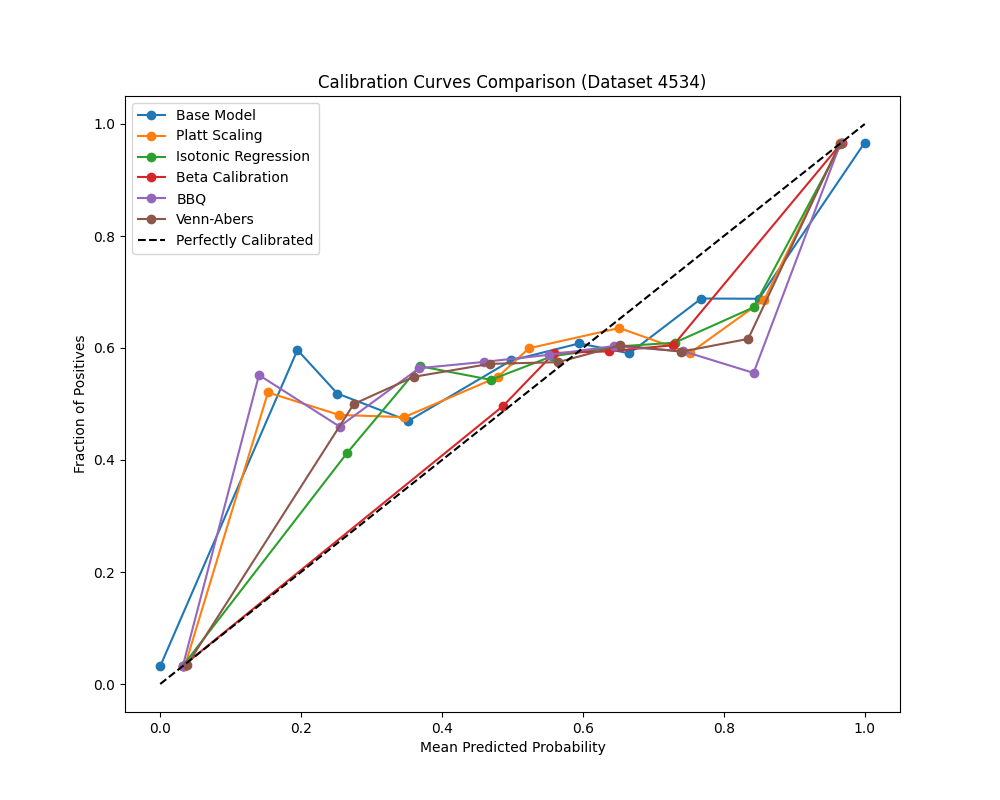 Calibration Curves Comparison (Dataset 4534)
Base Model
Platt Scaling
Isotonic Regression
Beta Calibration
BBQ
Venn-Abers
Perfectly Calibrated
Fraction of Positives
1.0
0.8
0.6
0.4
0.2
0.0
0.0 0.2 0.4 0.6 0.8 1.0
Mean Predicted Probability